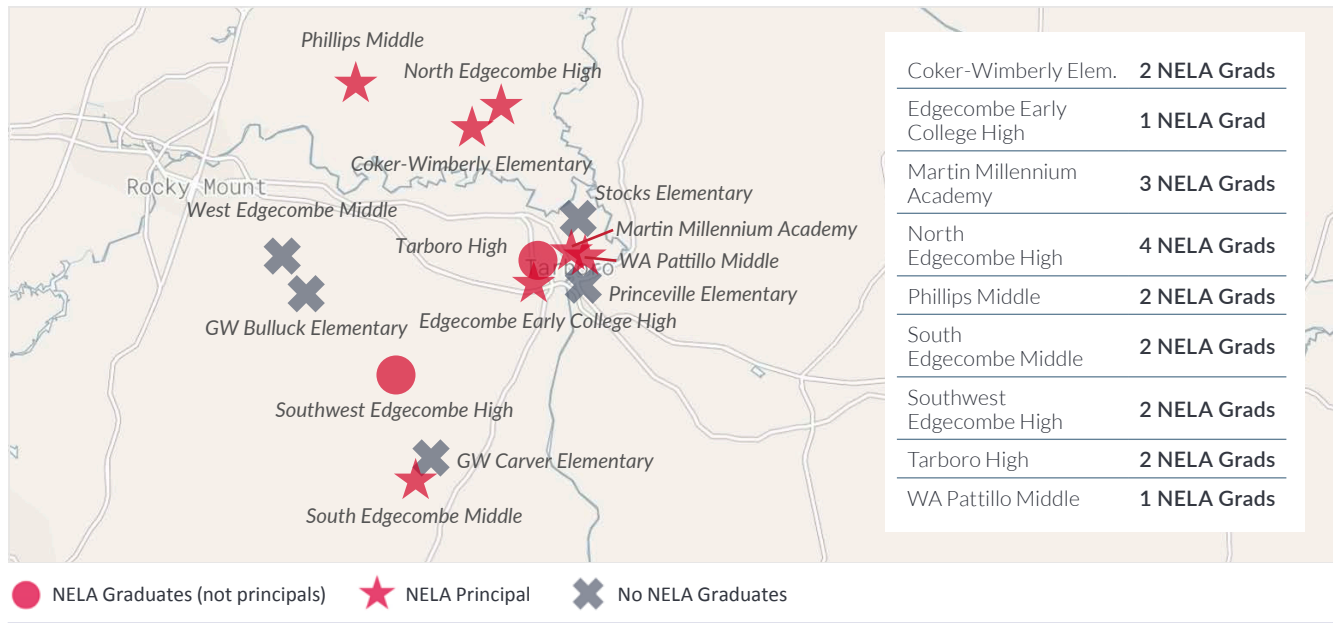 Phillips Middle
North Edgecombe High
Coker-Wimberly Elementary
Rocky Mount
West Edgecombe Middle
Stocks Elementary
Martin Millennium Academy
Tarboro High
WA Pattillo Middle
Tarboro
Princeville Elementary
GW Bulluck Elementary
Edgecombe Early College High
Southwest Edgecombe High
GW Carver Elementary
South Edgecombe Middle
Coker-Wimberly Elem. 2 NELA Grads
Edgecombe Early
College High 1 NELA Grad
Martin Millennium
Academy 3 NELA Grads
North
Edgecombe High 4 NELA Grads
Phillips Middle 2 NELA Grads
South
Edgecombe Middle 2 NELA Grads
Southwest
Edgecombe High 2 NELA Grads
Tarboro High 2 NELA Grads
WA Pattillo Middle 1 NELA Grads
NELA Graduates (not principals) NELA Principal No NELA Graduates